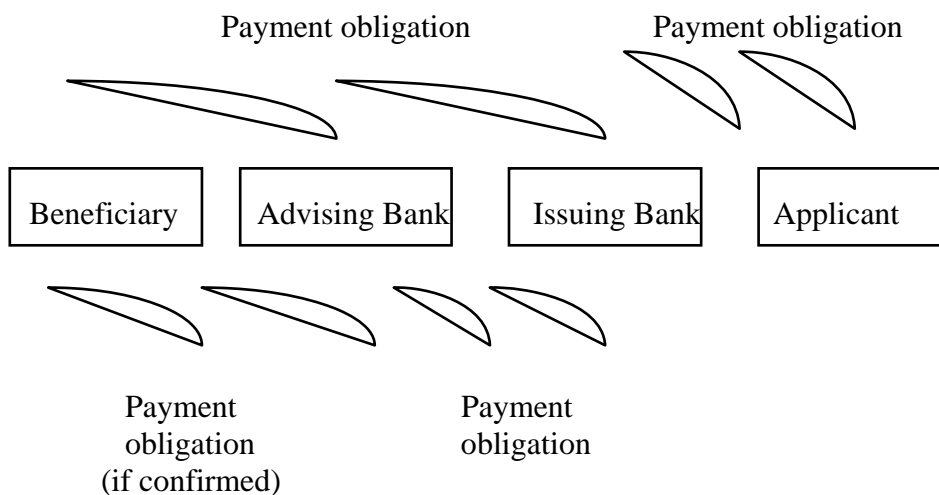 Payment obligation Payment obligation
Beneficiary Advising Bank Issuing Bank Applicant
Payment
obligation
(if confirmed)
Payment
obligation